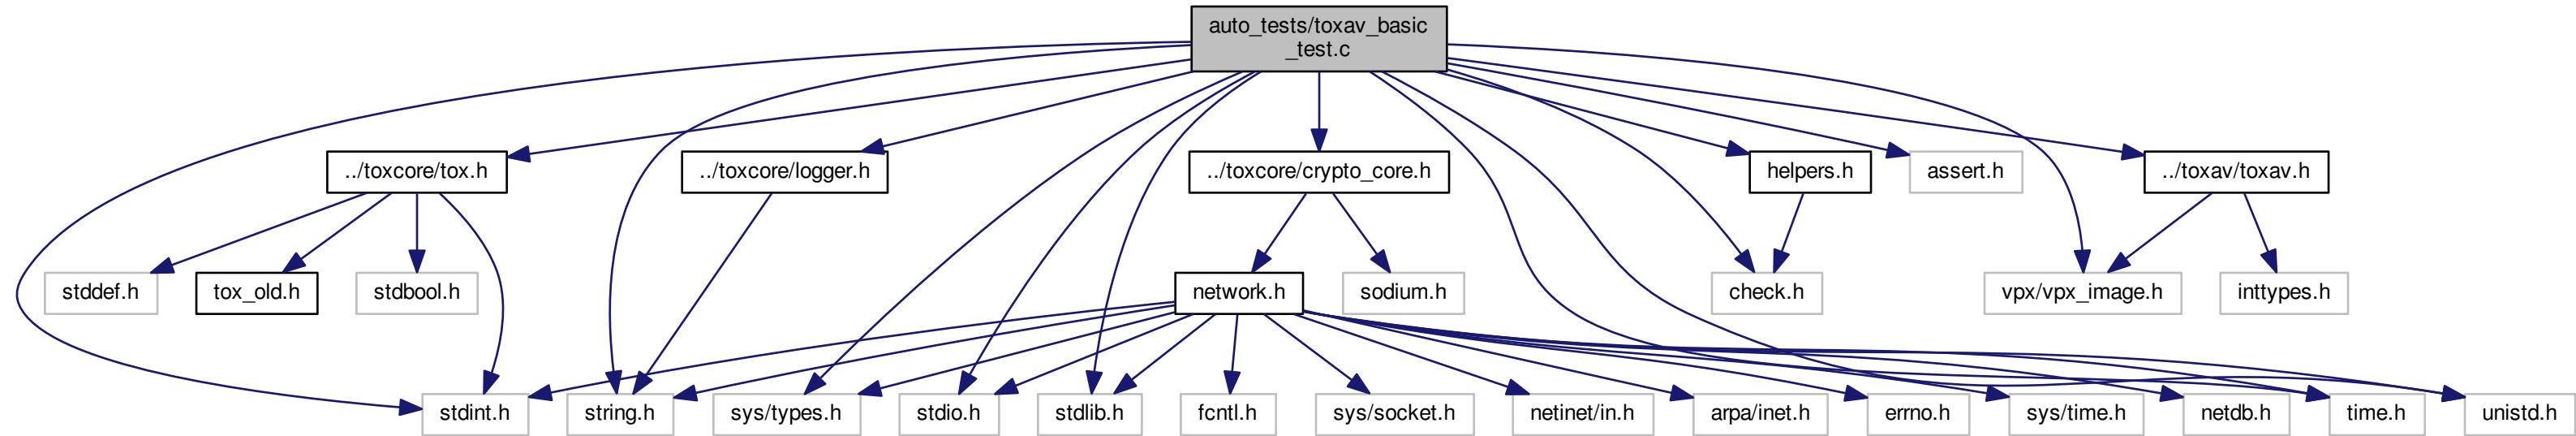 auto_tests/toxav_basic
_test.c
../toxcore/tox.h
../toxcore/logger.h
../toxcore/crypto_core.h
helpers.h
assert.h
../toxav/toxav.h
stddef.h
tox_old.h
stdbool.h
network.h
sodium.h
check.h
vpx/vpx_image.h
inttypes.h
stdint.h
string.h
sys/types.h
stdio.h
stdlib.h
fcntl.h
sys/socket.h
netinet/in.h
arpa/inet.h
errno.h
sys/time.h
netdb.h
time.h
unistd.h